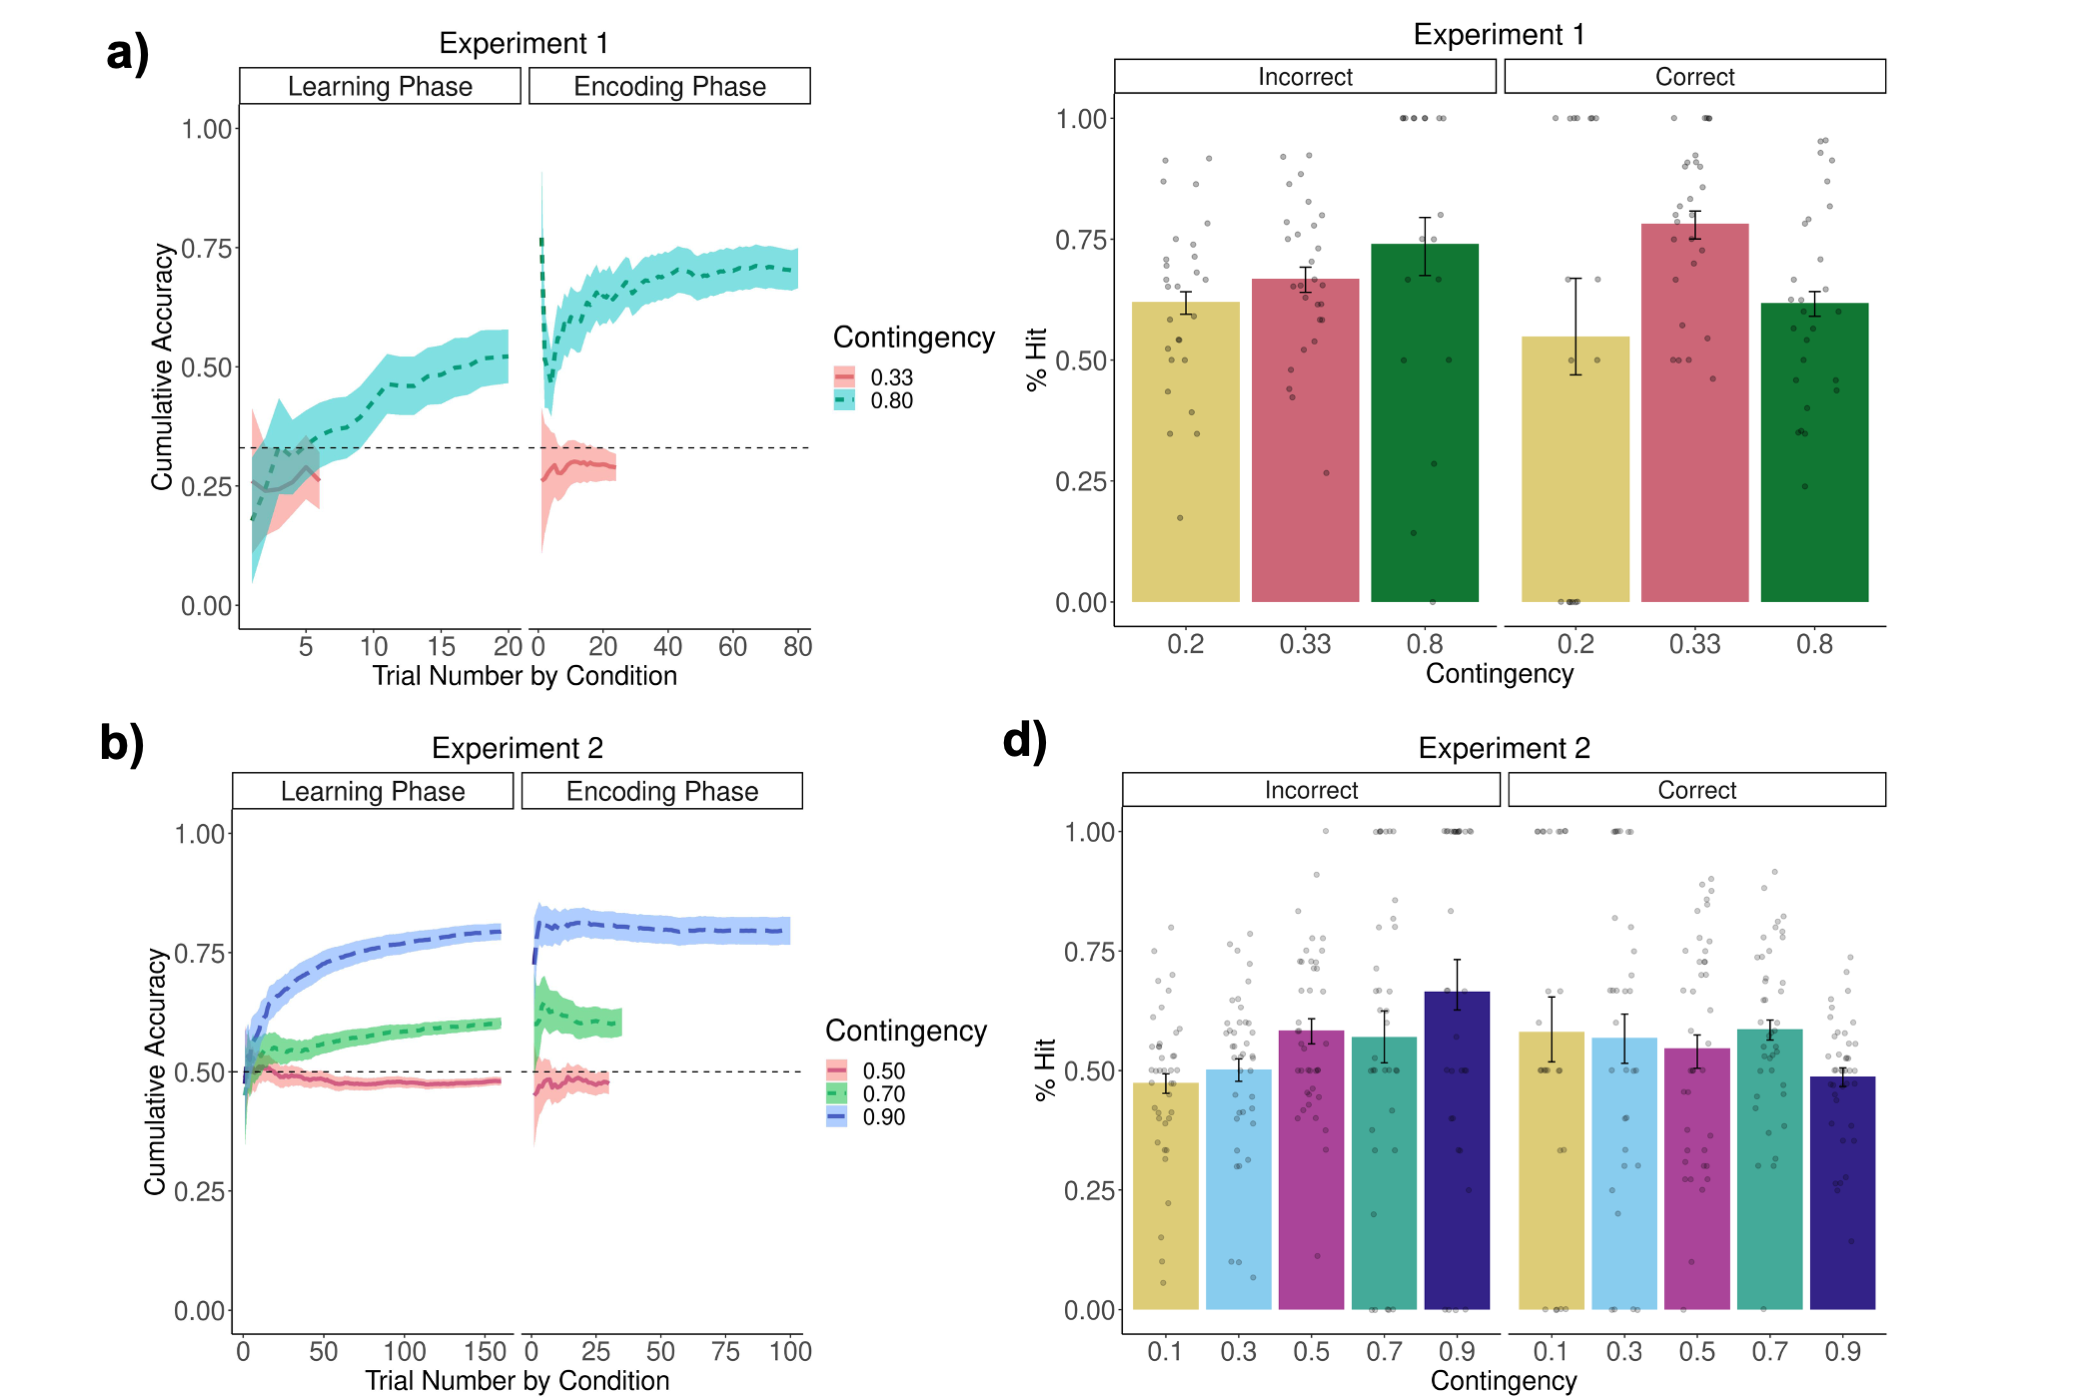 a)
Experiment 1
Learning Phase
Encoding Phase
1.00
0.75
0.50
0.25
0.00
Cumulative Accuracy
5 10 15 20 0 20 40 60 80
Trial Number by Condition
Contingency
0.33
0.80
Experiment 1
Incorrect
Correct
1.00
0.75
0.50
0.25
0.00
% Hit
0.2 0.33 0.8 0.2 0.33 0.8
Contingency
b)
Experiment 2
Learning Phase
Encoding Phase
1.00
0.75
0.50
0.25
0.00
Cumulative Accuracy
0 50 100 150 0 25 50 75 100
Trial Number by Condition
Contingency
0.50
0.70
0.90
d)
Experiment 2
Incorrect
Correct
1.00
0.75
0.50
0.25
0.00
% Hit
0.1 0.3 0.5 0.7 0.9 0.1 0.3 0.5 0.7 0.9
Contingency